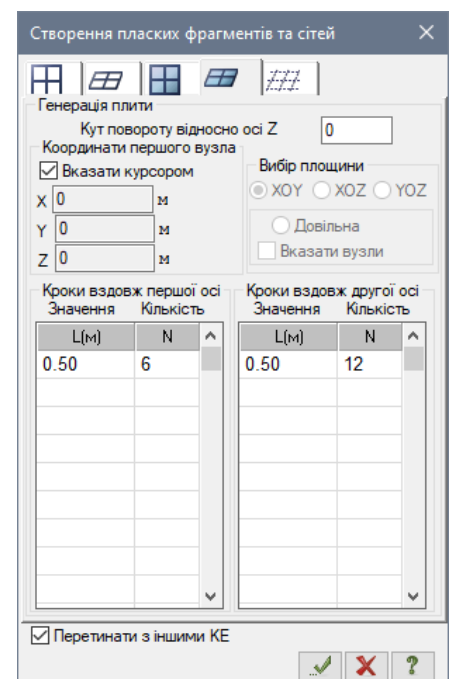 Створення пласких фрагментів та сітей
Генерація плити
Кут повороту відносно осі Z 0
Координати першого вузла
Вказати курсором
X 0 м
Y 0 м
Z 0 м
Вибір площини
XOY XOZ YOZ
Довільна
Вказати вузли
Кроки вздовж першої осі
Значення Кількість
L(м) N
0.50 6
Кроки вздовж другої осі
Значення Кількість
L(м) N
0.50 12
Перетинати з іншими КЕ
?